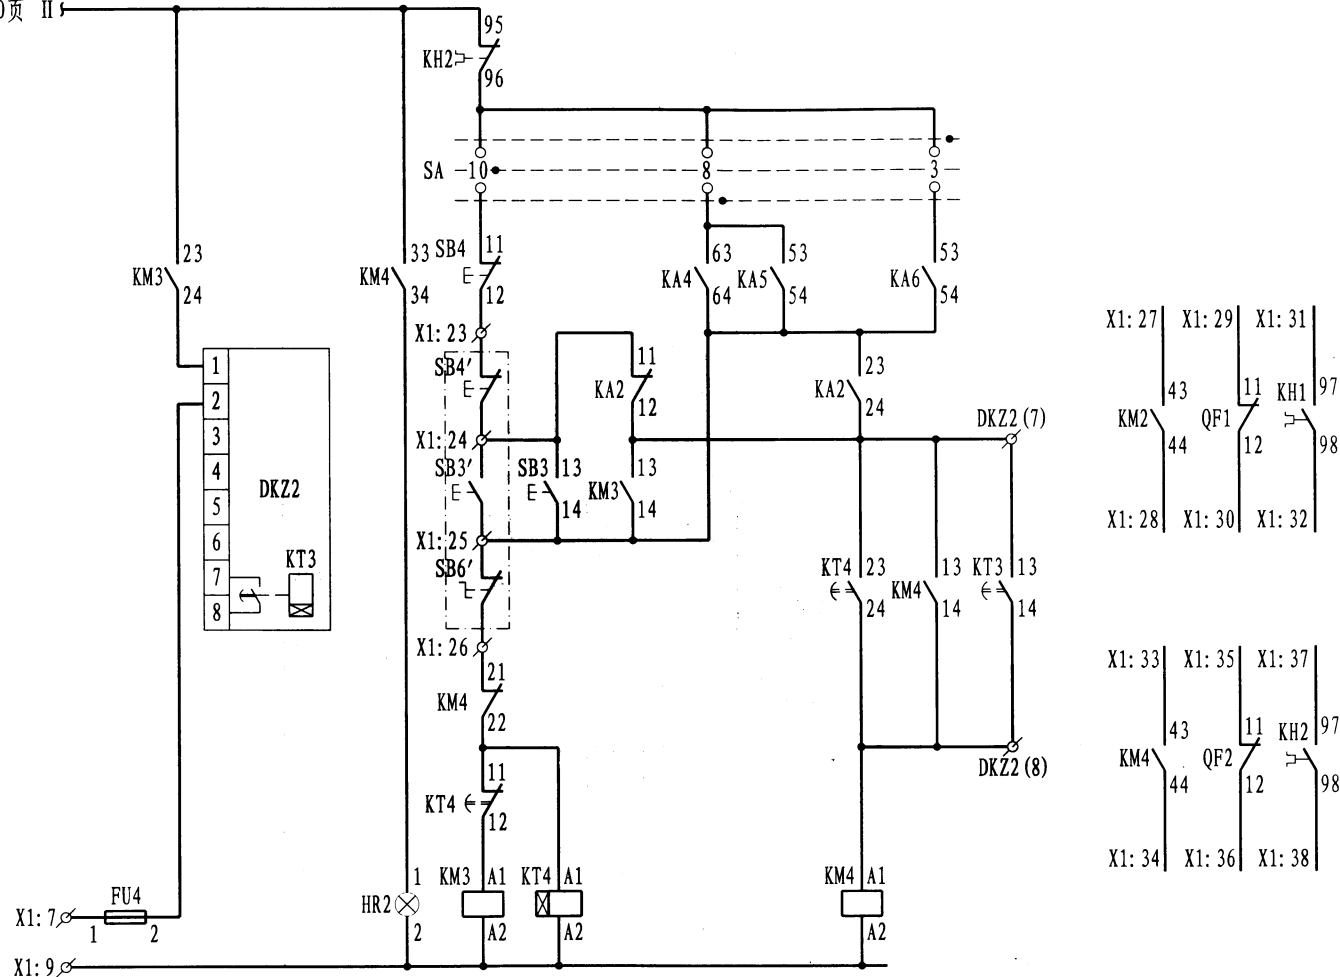 页 II
95
KH2
96
SA 10 8 3
23
KM3
24
33
KM4
34
SB4 11
12
63
KA4
64
53
KA5
54
53
KA6
54
X1:23
SB4′
X1:24
SB3′
X1:25
SB6′
X1:26
11
KA2
12
23
KA2
24
SB3 13
14
13
KM3
14
DKZ2(7)
1
2
3
4
5
6
7
8
DKZ2
KT3
KT4 23
24
13
KM4
14
KT3 13
14
DKZ2(8)
21
KM4
22
11
KT4
12
FU4
X1:7
1 2
X1:9
1
HR2
2
KM3 A1
A2
KT4 A1
A2
KM4 A1
A2
X1:27 X1:29 X1:31
43 11 97
KM2 QF1 KH1
44 12 98
X1:28 X1:30 X1:32
X1:33 X1:35 X1:37
43 11 97
KM4 QF2 KH2
44 12 98
X1:34 X1:36 X1:38